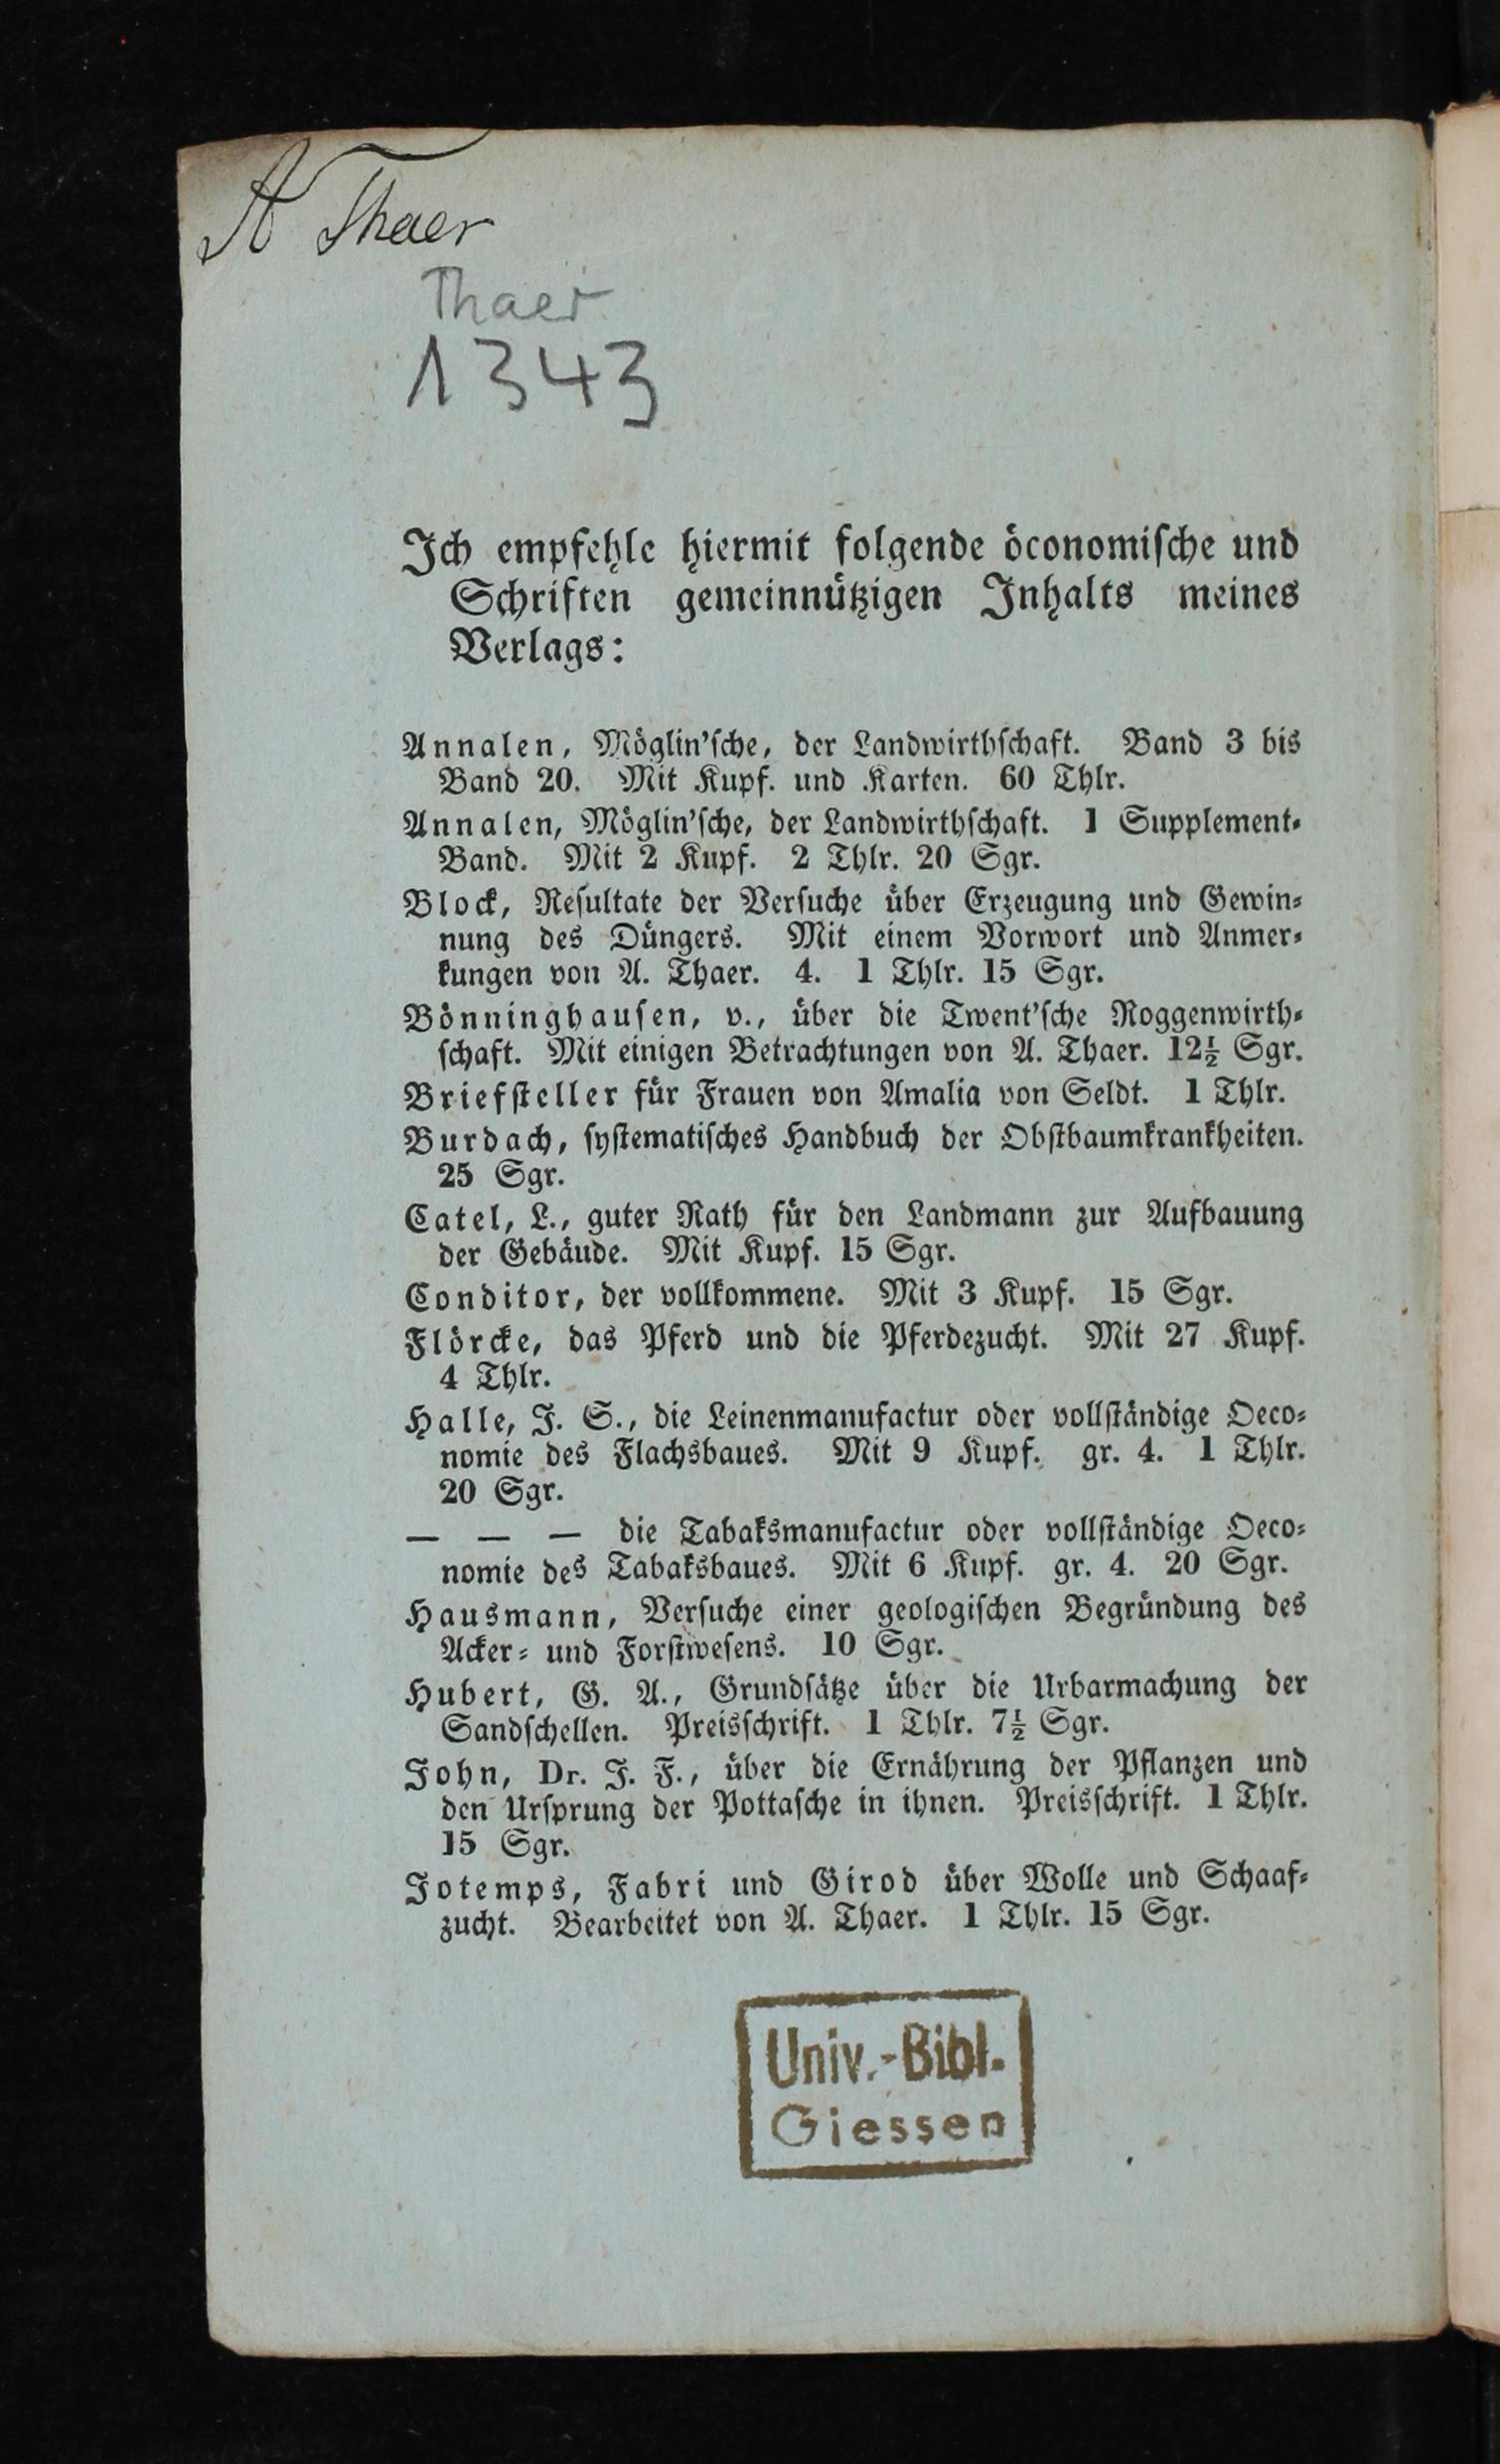 A Thaer
Thaer
1343
Ich empfehle hiermit folgende öconomische und
Schriften gemeinnützigen Inhalts meines
Verlags:
Annalen, Möglin'sche, der Landwirthschaft. Band 3 bis
Band 20. Mit Kupf. und Karten. 60 Thlr.
Annalen, Möglin'sche, der Landwirthschaft. 1 Supplement-
Band. Mit 2 Kupf. 2 Thlr. 20 Sgr.
Block, Resultate der Versuche über Erzeugung und Gewin-
nung des Düngers. Mit einem Vorwort und Anmer-
kungen von A. Thaer. 4. 1 Thlr. 15 Sgr.
Bönninghausen, v., über die Twent'sche Roggenwirth-
schaft. Mit einigen Betrachtungen von A. Thaer. 12½ Sgr.
Briefsteller für Frauen von Amalia von Seldt. 1 Thlr.
Burdach, systematisches Handbuch der Obstbaumkrankheiten.
25 Sgr.
Catel, L., guter Rath für den Landmann zur Aufbauung
der Gebäude. Mit Kupf. 15 Sgr.
Conditor, der vollkommene. Mit 3 Kupf. 15 Sgr.
Flörcke, das Pferd und die Pferdezucht. Mit 27 Kupf.
4 Thlr.
Halle, J. S., die Leinenmanufactur oder vollständige Oeco-
nomie des Flachsbaues. Mit 9 Kupf. gr. 4. 1 Thlr.
20 Sgr.
— — — die Tabaksmanufactur oder vollständige Oeco-
nomie des Tabaksbaues. Mit 6 Kupf. gr. 4. 20 Sgr.
Hausmann, Versuche einer geologischen Begründung des
Acker- und Forstwesens. 10 Sgr.
Hubert, G. A., Grundsätze über die Urbarmachung der
Sandschellen. Preisschrift. 1 Thlr. 7½ Sgr.
John, Dr. J. F., über die Ernährung der Pflanzen und
den Ursprung der Pottasche in ihnen. Preisschrift. 1 Thlr.
15 Sgr.
Jotemps, Fabri und Girod über Wolle und Schaaf-
zucht. Bearbeitet von A. Thaer. 1 Thlr. 15 Sgr.
Univ.-Bibl.
Giessen